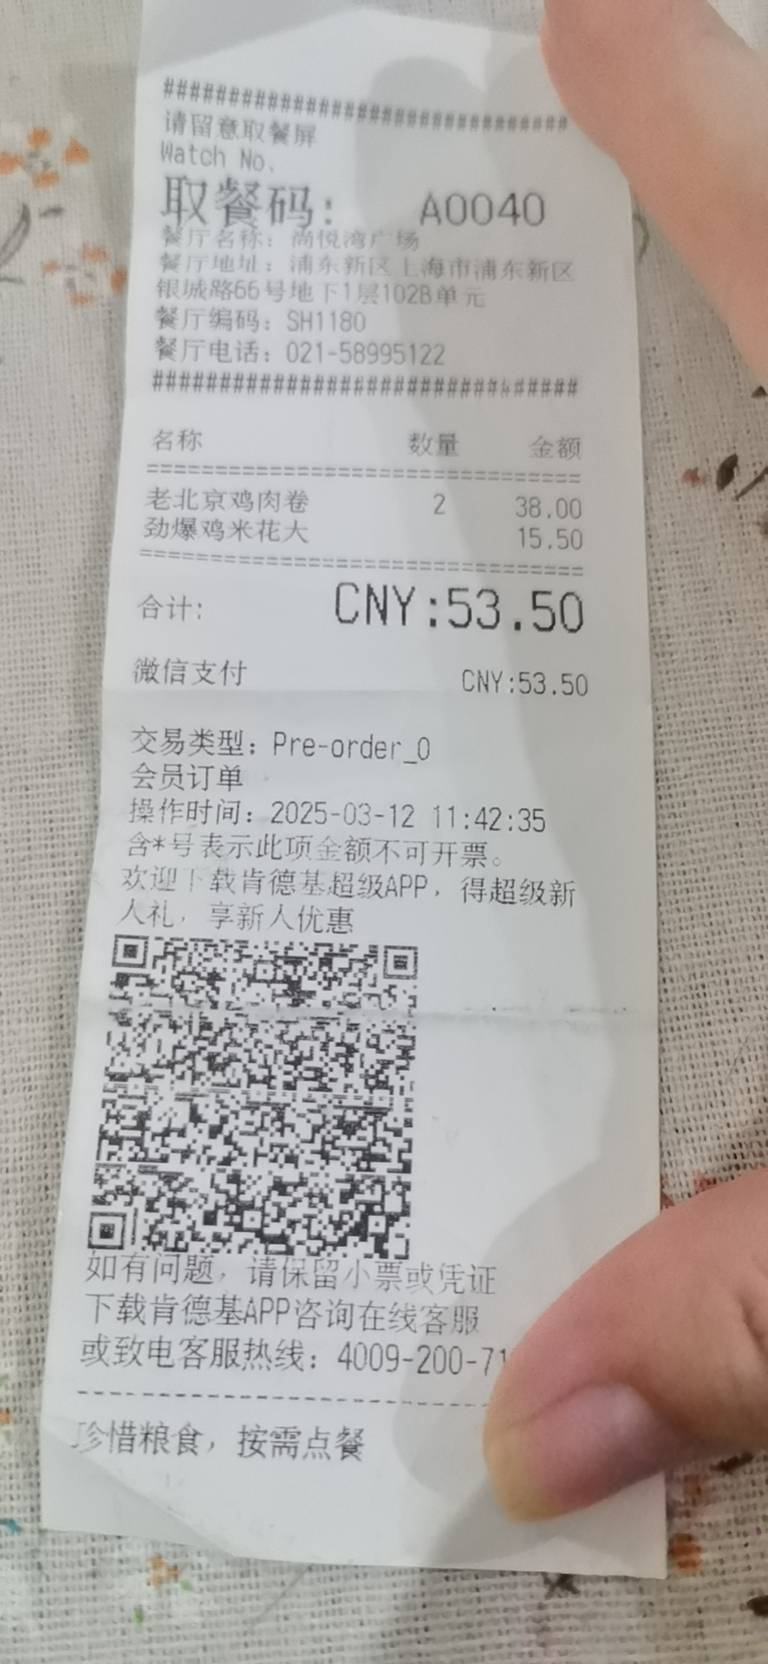 ################################
请留意取餐屏
Watch No.
取餐码: A0040
餐厅名称: 尚悦湾广场
餐厅地址: 浦东新区上海市浦东新区
银城路66号地下1层102B单元
餐厅编码: SH1180
餐厅电话: 021-58995122
################################
名称 数量 金额
================================
老北京鸡肉卷 2 38.00
劲爆鸡米花大 15.50
================================
合计: CNY:53.50
微信支付 CNY:53.50
交易类型: Pre-order_0
会员订单
操作时间: 2025-03-12 11:42:35
含*号表示此项金额不可开票。
欢迎下载肯德基超级APP, 得超级新
人礼, 享新人优惠
如有问题, 请保留小票或凭证
下载肯德基APP咨询在线客服
或致电客服热线: 4009-200-71
--------------------------------
珍惜粮食, 按需点餐